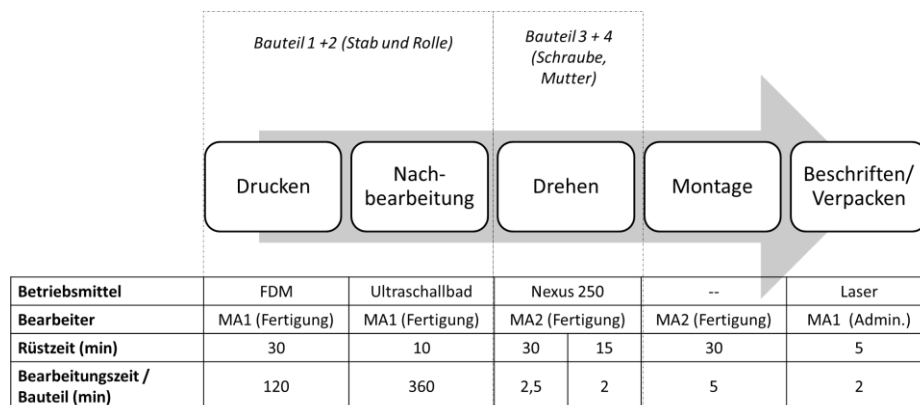 Bauteil 1 +2 (Stab und Rolle)
Bauteil 3 + 4
(Schraube,
Mutter)
Drucken
Nach-
bearbeitung
Drehen
Montage
Beschriften/
Verpacken
Betriebsmittel FDM Ultraschallbad Nexus 250 -- Laser
Bearbeiter MA1 (Fertigung) MA1 (Fertigung) MA2 (Fertigung) MA2 (Fertigung) MA1 (Admin.)
Rüstzeit (min) 30 10 30 15 30 5
Bearbeitungszeit /
Bauteil (min) 120 360 2,5 2 5 2